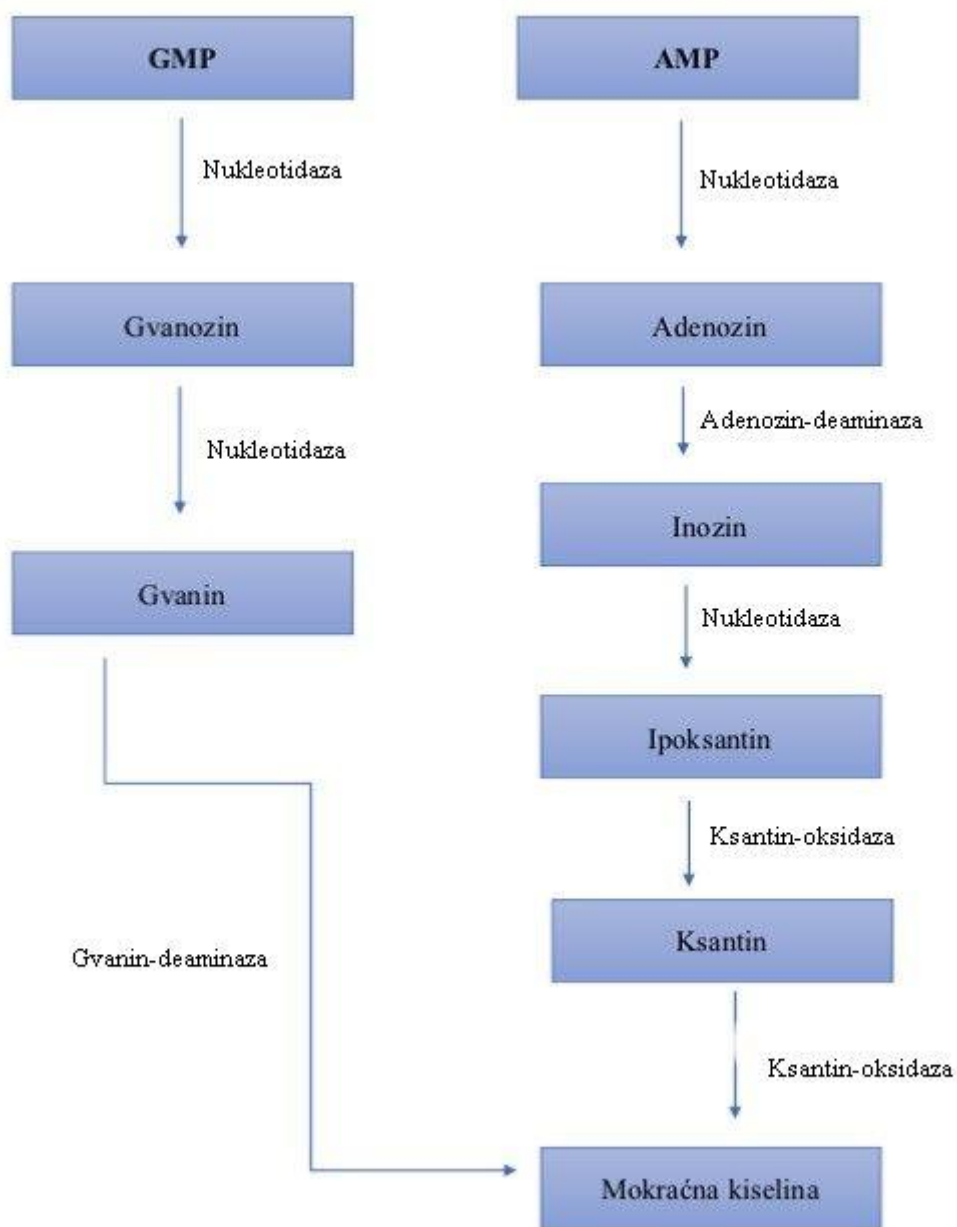 GMP
AMP
Nukleotidaza
Nukleotidaza
Gvanozin
Adenozin
Nukleotidaza
Adenozin-deaminaza
Inozin
Gvanin
Nukleotidaza
Ipoksantin
Ksantin-oksidaza
Gvanin-deaminaza
Ksantin
Ksantin-oksidaza
Mokraćna kiselina